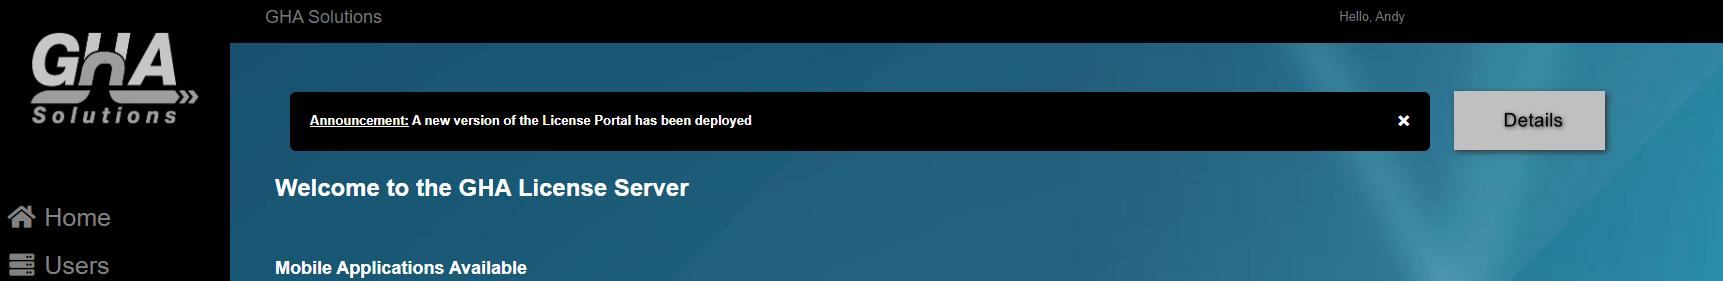 GHA Solutions
Hello, Andy
GHA
Solutions
Announcement: A new version of the License Portal has been deployed
Details
Welcome to the GHA License Server
Home
Users
Mobile Applications Available